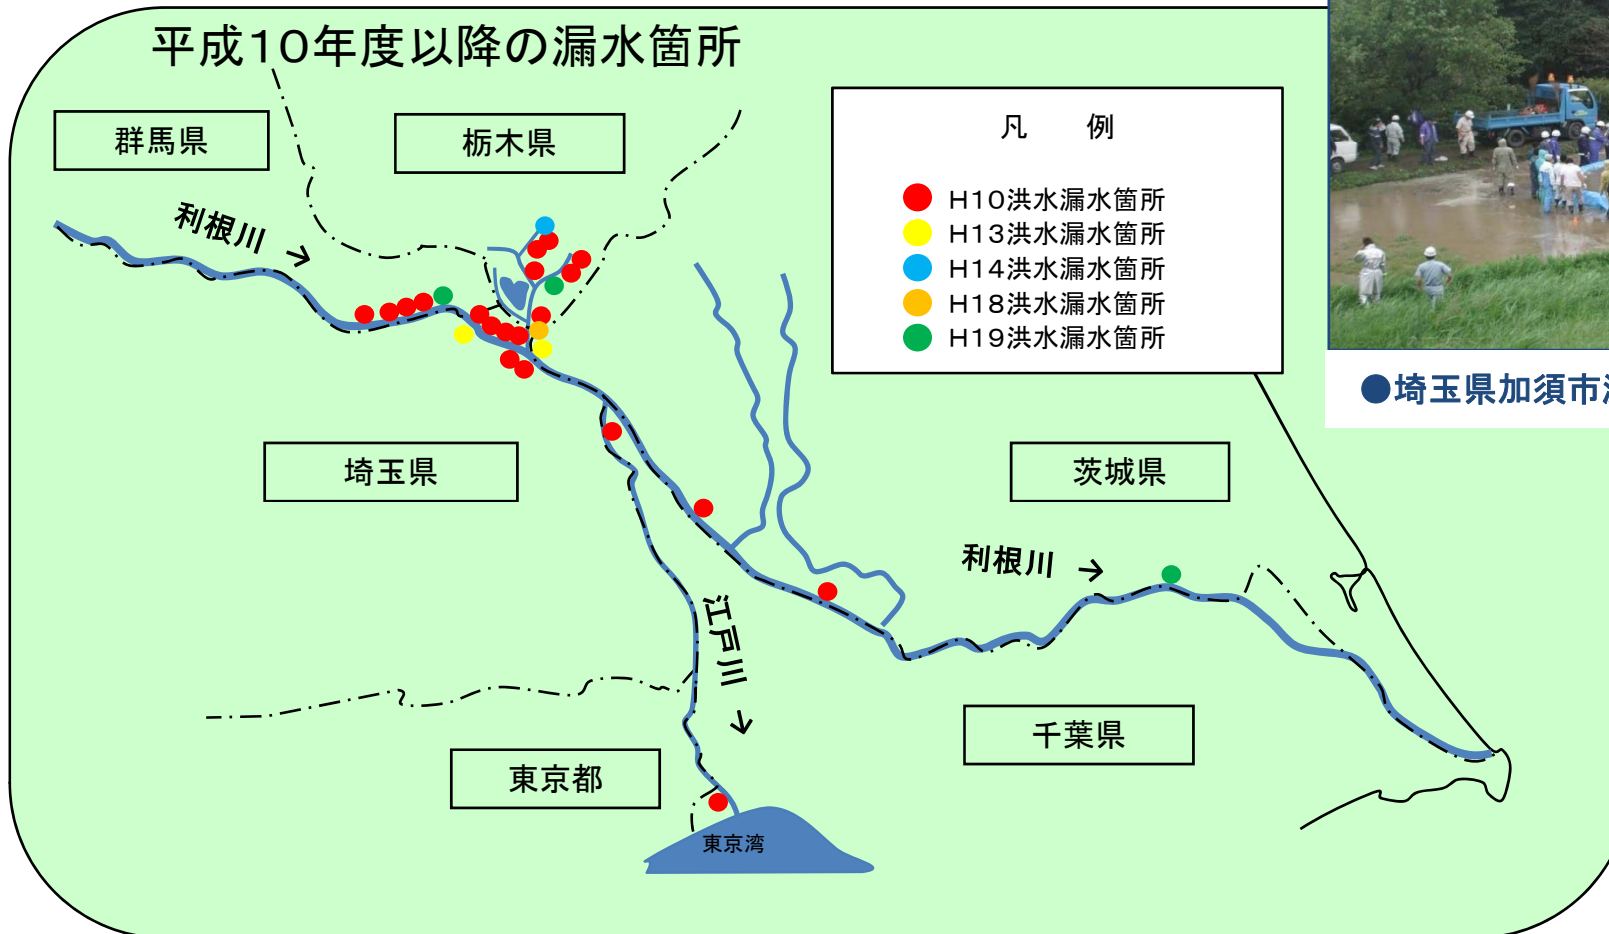 平成10年度以降の漏水箇所
群馬県
栃木県
利根川 →
凡　例
H10洪水漏水箇所
H13洪水漏水箇所
H14洪水漏水箇所
H18洪水漏水箇所
H19洪水漏水箇所
●埼玉県加須市
埼玉県
茨城県
利根川 →
江戸川 →
千葉県
東京都
東京湾